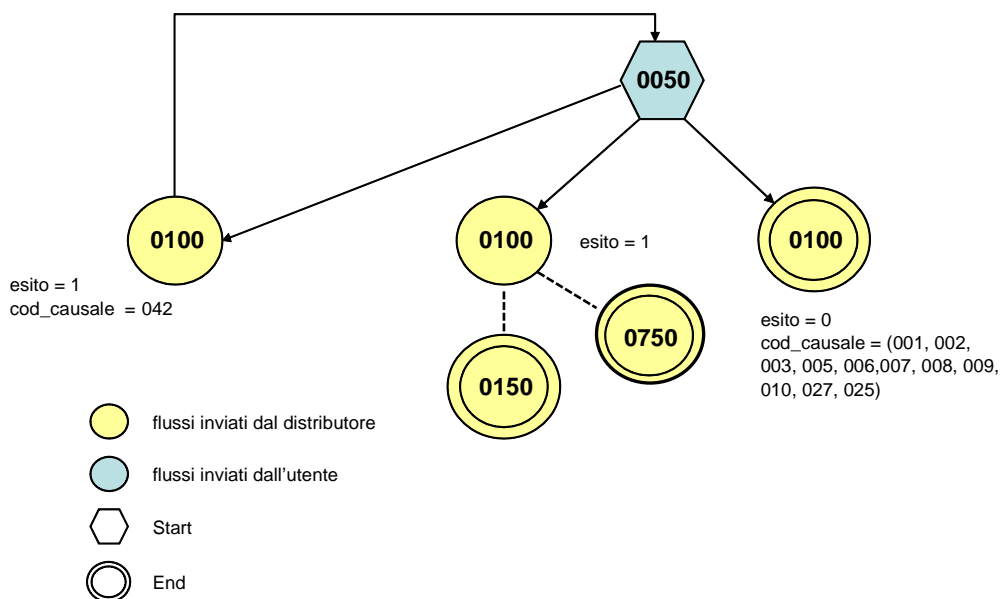 0050
0100
0100
esito = 1
0100
esito = 1
cod_causale  = 042
0750
0150
esito = 0
cod_causale = (001, 002,
003, 005, 006,007, 008, 009,
010, 027, 025)
flussi inviati dal distributore
flussi inviati dall'utente
Start
End